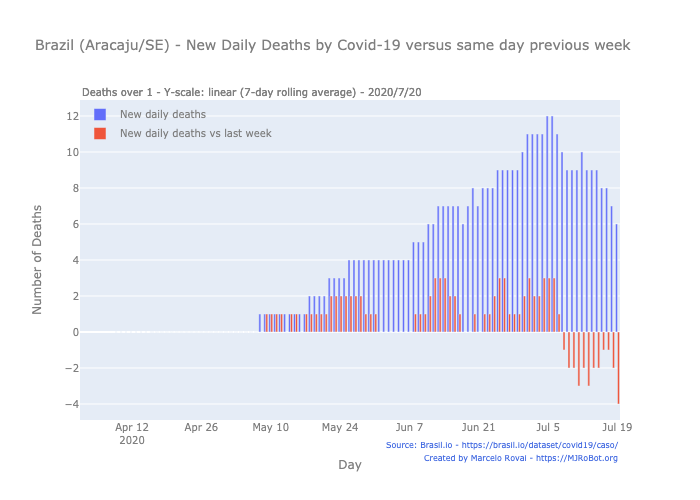 Brazil (Aracaju/SE) - New Daily Deaths by Covid-19 versus same day previous week
Deaths over 1 - Y-scale: linear (7-day rolling average) - 2020/7/20
New daily deaths
New daily deaths vs last week
12
10
8
6
4
2
0
−2
−4
Number of Deaths
Apr 12
2020
Apr 26
May 10
May 24
Jun 7
Jun 21
Jul 5
Jul 19
Day
Source: Brasil.io - https://brasil.io/dataset/covid19/caso/
Created by Marcelo Rovai - https://MJRoBot.org